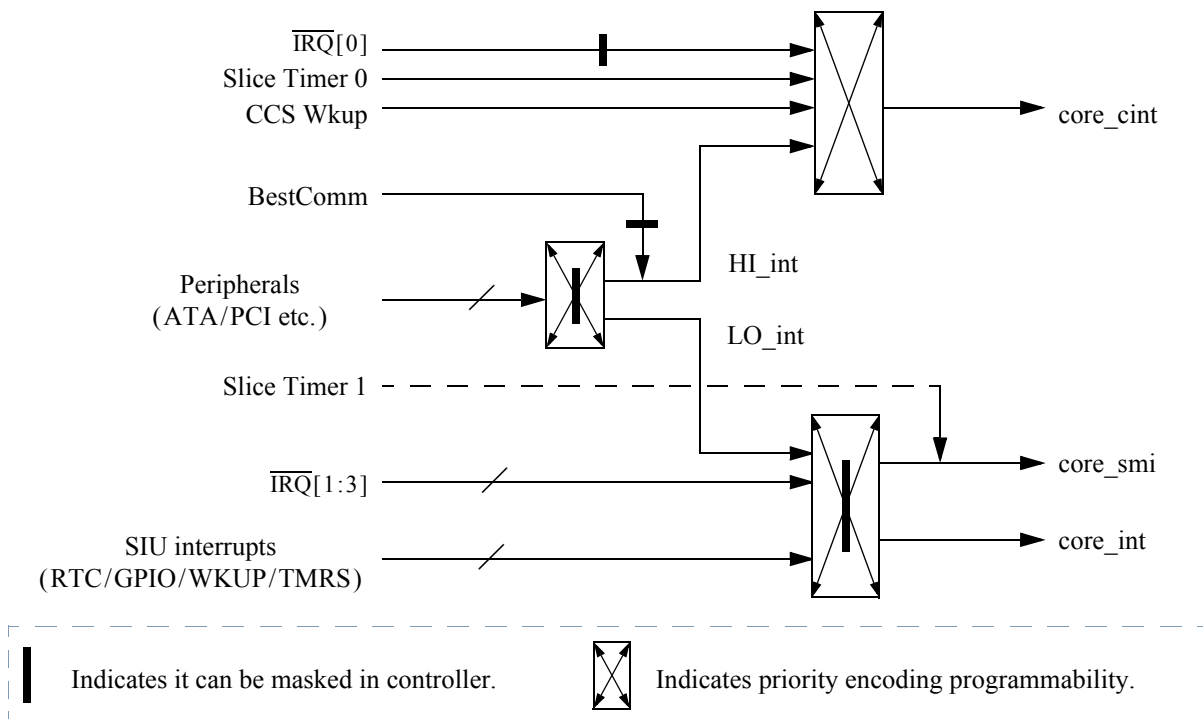 IRQ[0]
Slice Timer 0
CCS Wkup
core_cint
BestComm
HI_int
Peripherals
(ATA/PCI etc.)
LO_int
Slice Timer 1
core_smi
IRQ[1:3]
core_int
SIU interrupts
(RTC/GPIO/WKUP/TMRS)
Indicates it can be masked in controller.
Indicates priority encoding programmability.